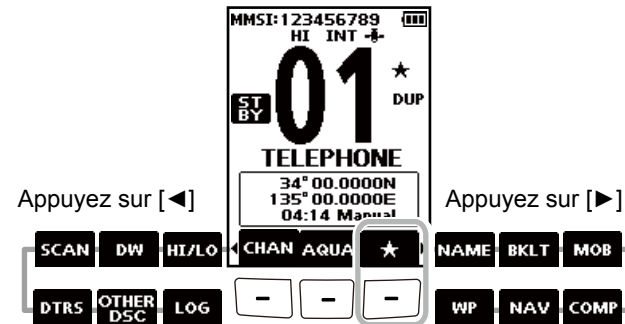 MMSI:123456789
HI INT
01
★
DUP
ST
BY
TELEPHONE
34°00.0000N
135°00.0000E
04:14 Manual
Appuyez sur [◄]
Appuyez sur [►]
SCAN DW HI/LO CHAN AQUA ★ NAME BKLT MOB
DTRS OTHER DSC LOG - - - WP NAV COMP